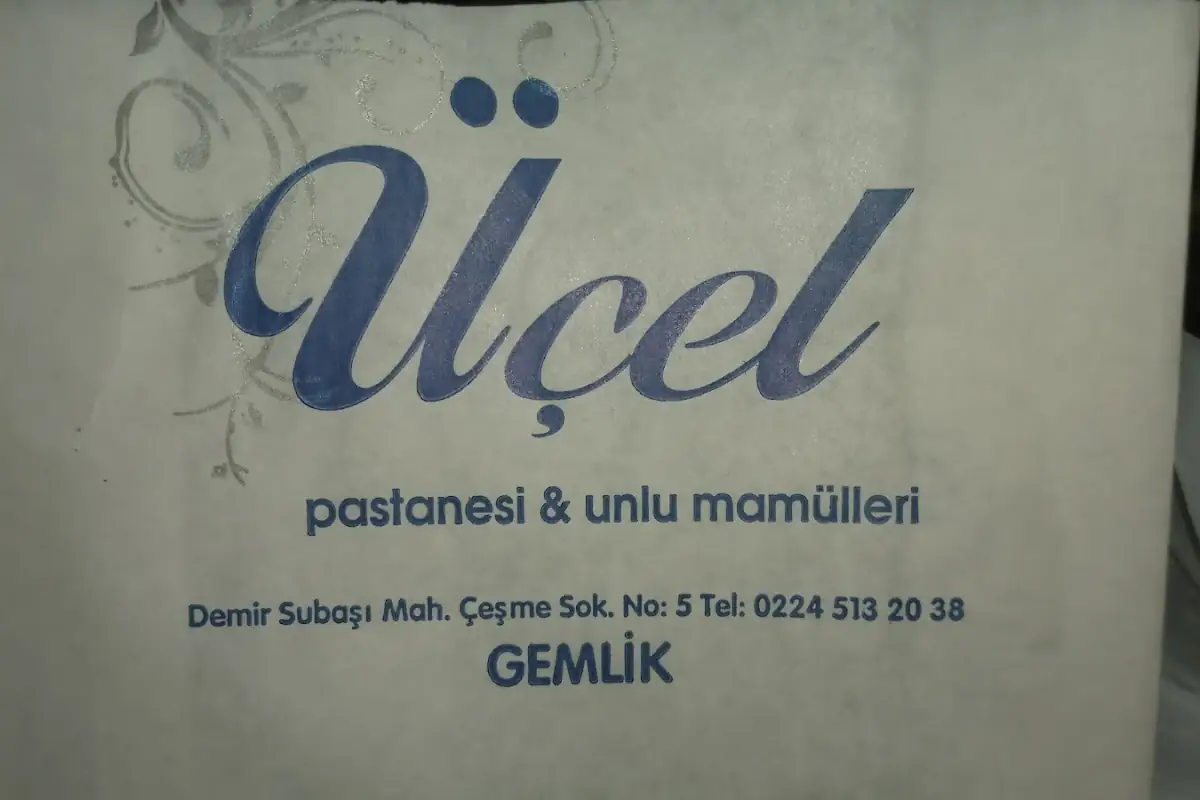 Üçel
pastanesi & unlu mamülleri
Demir Subaşı Mah. Çeşme Sok. No: 5 Tel: 0224 513 20 38
GEMLİK